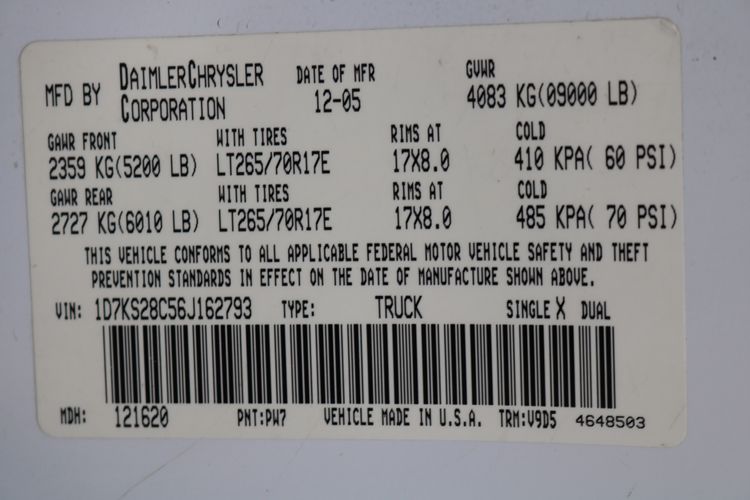 MFD BY DAIMLERCHRYSLER CORPORATION DATE OF MFR 12-05 GVWR 4083 KG(09000 LB)
GAWR FRONT WITH TIRES RIMS AT COLD
2359 KG(5200 LB) LT265/70R17E 17X8.0 410 KPA( 60 PSI)
GAWR REAR WITH TIRES RIMS AT COLD
2727 KG(6010 LB) LT265/70R17E 17X8.0 485 KPA( 70 PSI)
THIS VEHICLE CONFORMS TO ALL APPLICABLE FEDERAL MOTOR VEHICLE SAFETY AND THEFT
PREVENTION STANDARDS IN EFFECT ON THE DATE OF MANUFACTURE SHOWN ABOVE.
VIN: 1D7KS28C56J162793 TYPE: TRUCK SINGLE X DUAL
MDH: 121620 PNT:PW7 VEHICLE MADE IN U.S.A. TRM:V9D5 4648503